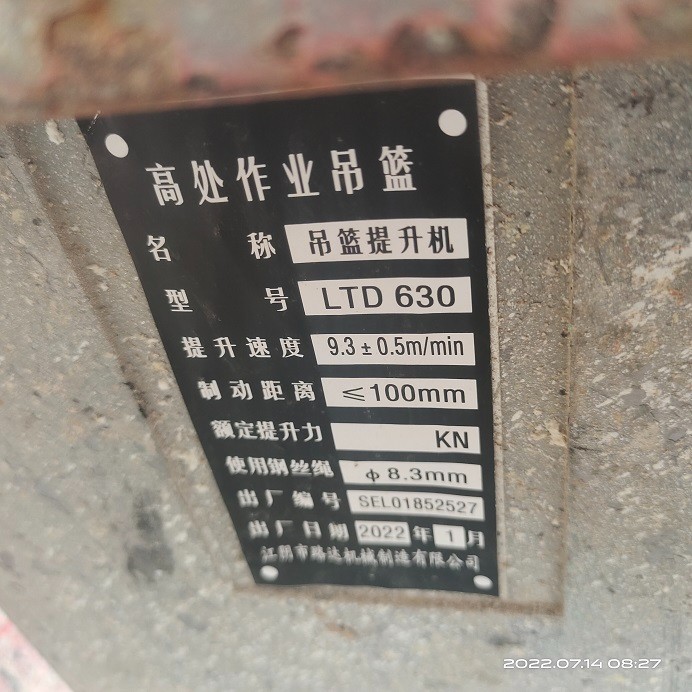 高处作业吊篮
名 称 吊篮提升机
型 号 LTD 630
提升速度 9.3±0.5m/min
制动距离 ≤100mm
额定提升力 KN
使用钢丝绳 φ8.3mm
出厂编号 SEL01852527
出厂日期 2022年1月
江阴市路达机械制造有限公司
2022.07.14 08:27